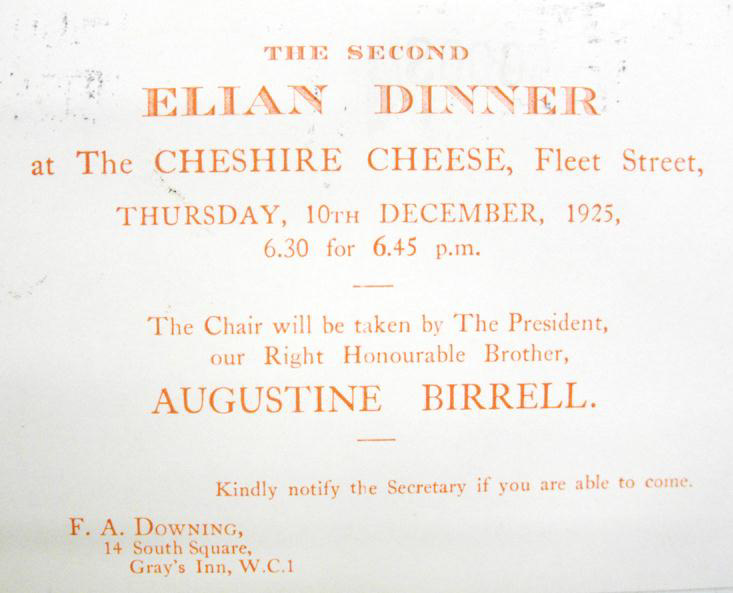 THE SECOND
ELIAN DINNER
at The CHESHIRE CHEESE, Fleet Street,
THURSDAY, 10TH DECEMBER, 1925,
6.30 for 6.45 p.m.
The Chair will be taken by The President,
our Right Honourable Brother,
AUGUSTINE BIRRELL.
Kindly notify the Secretary if you are able to come.
F. A. DOWNING,
14 South Square,
Gray's Inn, W.C.1